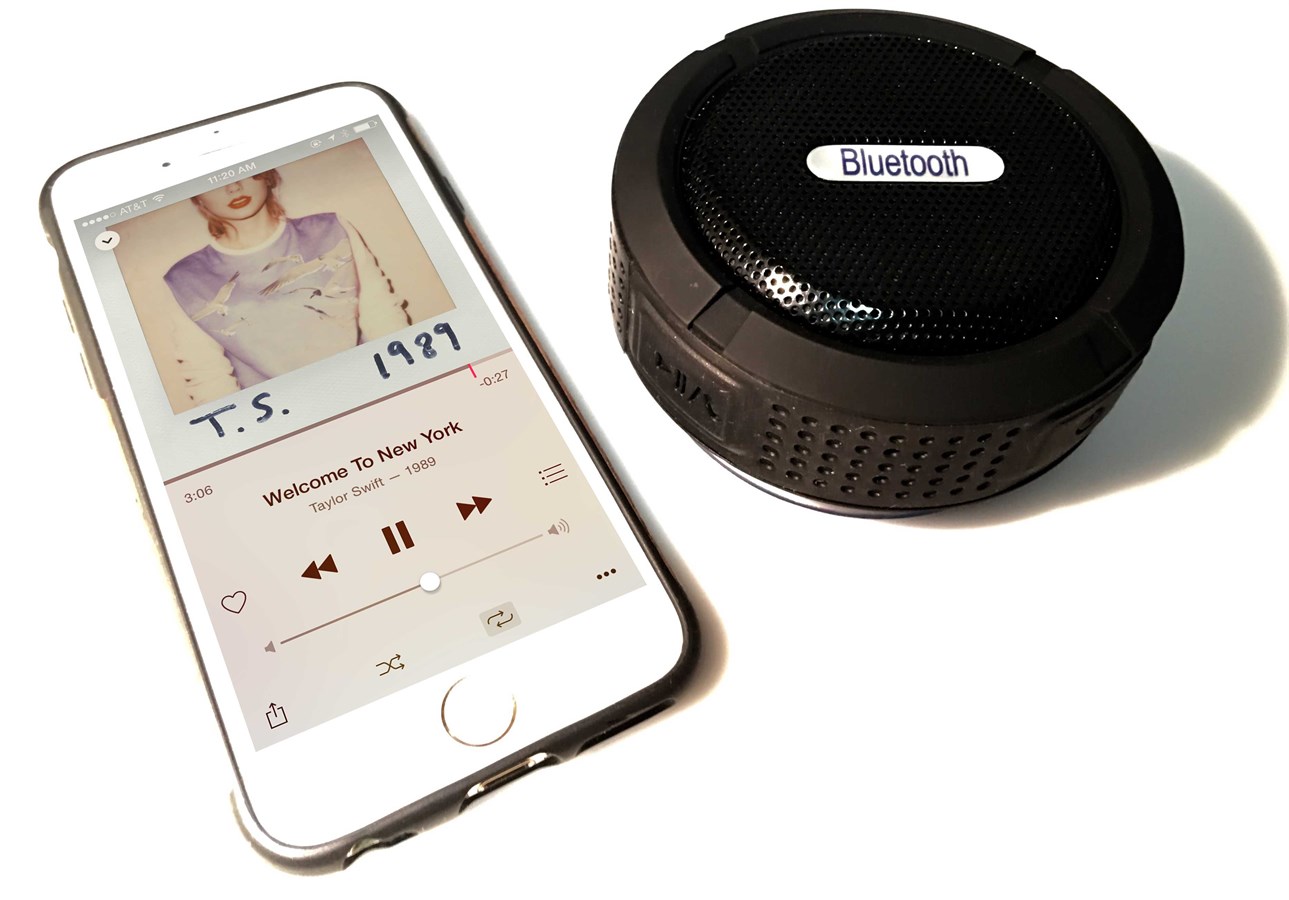 AT&T
11:20 AM
T.S.
1989
3:06
-0:27
Welcome To New York
Taylor Swift — 1989
Bluetooth